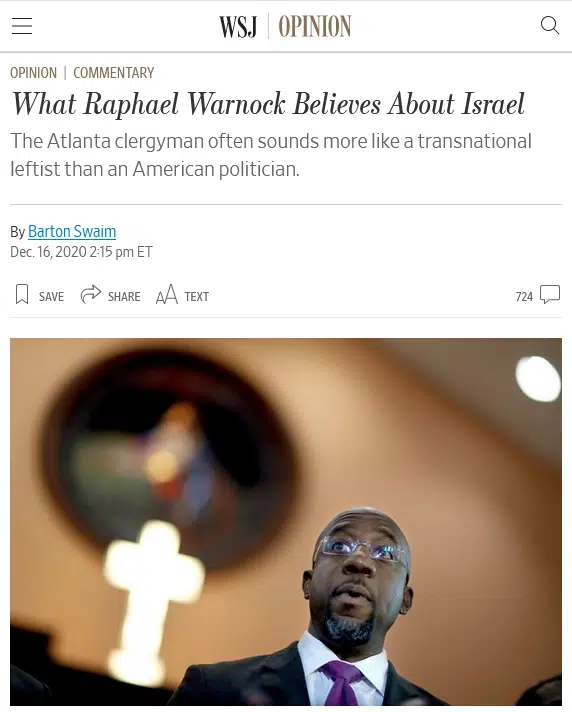 WSJ | OPINION
OPINION | COMMENTARY
What Raphael Warnock Believes About Israel
The Atlanta clergyman often sounds more like a transnational
leftist than an American politician.
By Barton Swaim
Dec. 16, 2020 2:15 pm ET
SAVE SHARE AA TEXT 724